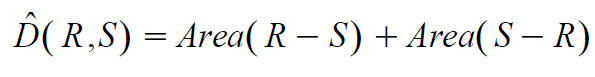 D̂(R,S) = Area(R − S) + Area(S − R)